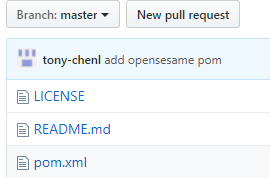 Branch: master New pull request
tony-chenl add opensesame pom
LICENSE
README.md
pom.xml